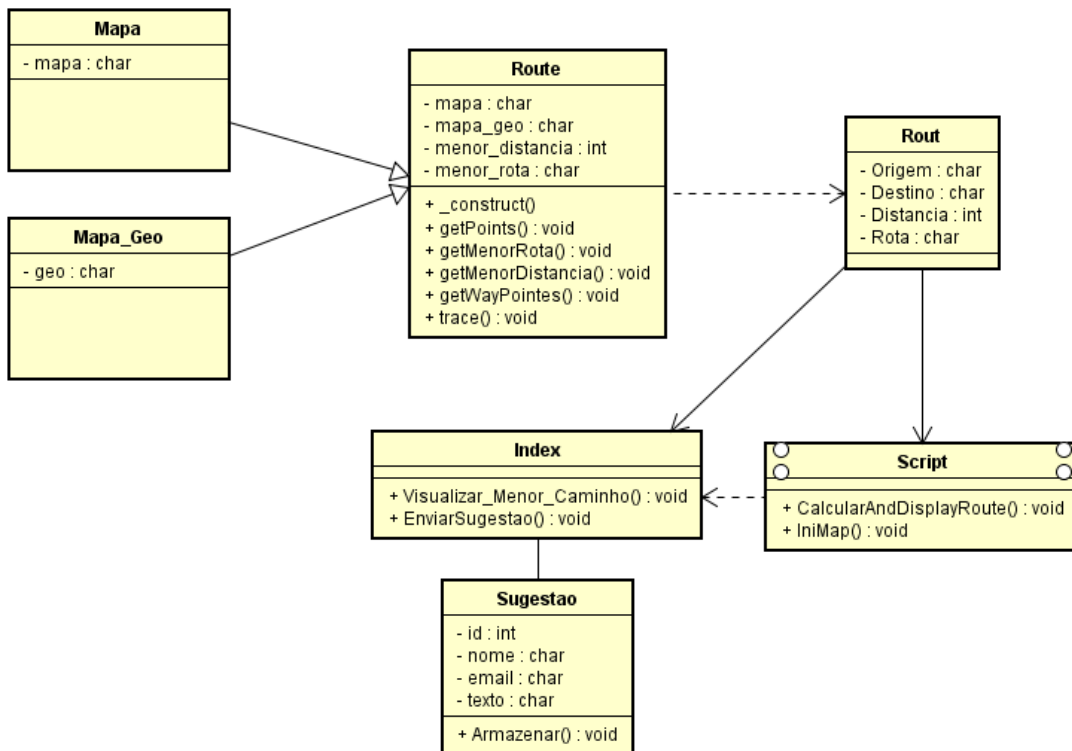 Mapa
- mapa : char
Mapa_Geo
- geo : char
Route
- mapa : char
- mapa_geo : char
- menor_distancia : int
- menor_rota : char
+ _construct()
+ getPoints() : void
+ getMenorRota() : void
+ getMenorDistancia() : void
+ getWayPointes() : void
+ trace() : void
Rout
- Origem : char
- Destino : char
- Distancia : int
- Rota : char
Index
+ Visualizar_Menor_Caminho() : void
+ EnviarSugestao() : void
Script
+ CalcularAndDisplayRoute() : void
+ IniMap() : void
Sugestao
- id : int
- nome : char
- email : char
- texto : char
+ Armazenar() : void